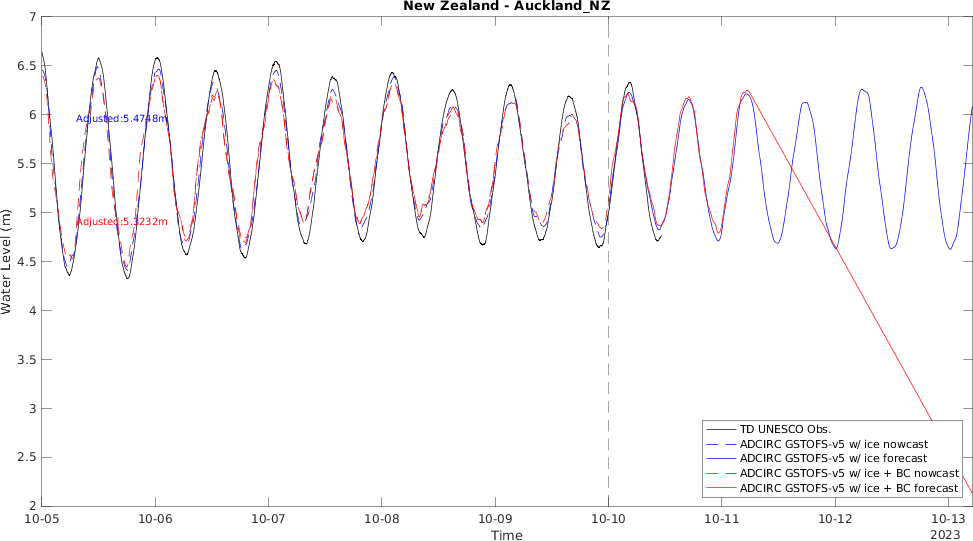 New Zealand - Auckland_NZ
Water Level (m)
7
6.5
6
5.5
5
4.5
4
3.5
3
2.5
2
Adjusted:5.4748m
Adjusted:5.3232m
TD UNESCO Obs.
ADCIRC GSTOFS-v5 w/ ice nowcast
ADCIRC GSTOFS-v5 w/ ice forecast
ADCIRC GSTOFS-v5 w/ ice + BC nowcast
ADCIRC GSTOFS-v5 w/ ice + BC forecast
10-05 10-06 10-07 10-08 10-09 10-10 10-11 10-12 10-13
2023
Time